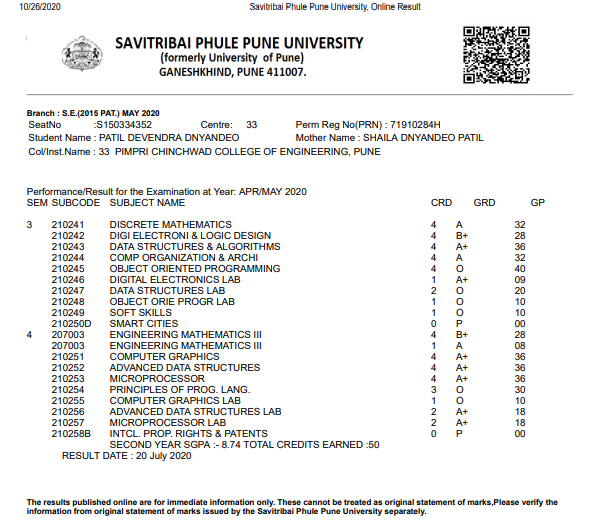 10/26/2020 Savitribai Phule Pune University, Online Result
SAVITRIBAI PHULE PUNE UNIVERSITY
(formerly University of Pune)
GANESHKHIND, PUNE 411007.
Branch : S.E.(2015 PAT.) MAY 2020
SeatNo :S150334352 Centre: 33 Perm Reg No(PRN) : 71910284H
Student Name : PATIL DEVENDRA DNYANDEO Mother Name : SHAILA DNYANDEO PATIL
Col/Inst.Name : 33 PIMPRI CHINCHWAD COLLEGE OF ENGINEERING, PUNE
Performance/Result for the Examination at Year: APR/MAY 2020
SEM SUBCODE SUBJECT NAME CRD GRD GP
3 210241 DISCRETE MATHEMATICS 4 A 32
210242 DIGI ELECTRONI & LOGIC DESIGN 4 B+ 28
210243 DATA STRUCTURES & ALGORITHMS 4 A+ 36
210244 COMP ORGANIZATION & ARCHI 4 A 32
210245 OBJECT ORIENTED PROGRAMMING 4 O 40
210246 DIGITAL ELECTRONICS LAB 1 A+ 09
210247 DATA STRUCTURES LAB 2 O 20
210248 OBJECT ORIE PROGR LAB 1 O 10
210249 SOFT SKILLS 1 O 10
210250D SMART CITIES 0 P 00
4 207003 ENGINEERING MATHEMATICS III 4 B+ 28
207003 ENGINEERING MATHEMATICS III 1 A 08
210251 COMPUTER GRAPHICS 4 A+ 36
210252 ADVANCED DATA STRUCTURES 4 A+ 36
210253 MICROPROCESSOR 4 A+ 36
210254 PRINCIPLES OF PROG. LANG. 3 O 30
210255 COMPUTER GRAPHICS LAB 1 O 10
210256 ADVANCED DATA STRUCTURES LAB 2 A+ 18
210257 MICROPROCESSOR LAB 2 A+ 18
210258B INTCL. PROP. RIGHTS & PATENTS 0 P 00
SECOND YEAR SGPA :- 8.74 TOTAL CREDITS EARNED :50
RESULT DATE : 20 July 2020
The results published online are for immediate information only. These cannot be treated as original statement of marks,Please verify the
information from original statement of marks issued by the Savitribai Phule Pune University separately.